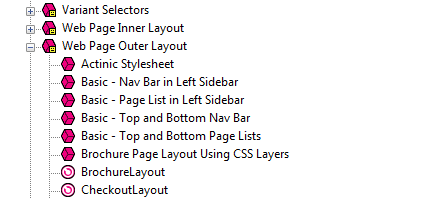 Variant Selectors
Web Page Inner Layout
Web Page Outer Layout
Actinic Stylesheet
Basic - Nav Bar in Left Sidebar
Basic - Page List in Left Sidebar
Basic - Top and Bottom Nav Bar
Basic - Top and Bottom Page Lists
Brochure Page Layout Using CSS Layers
BrochureLayout
CheckoutLayout